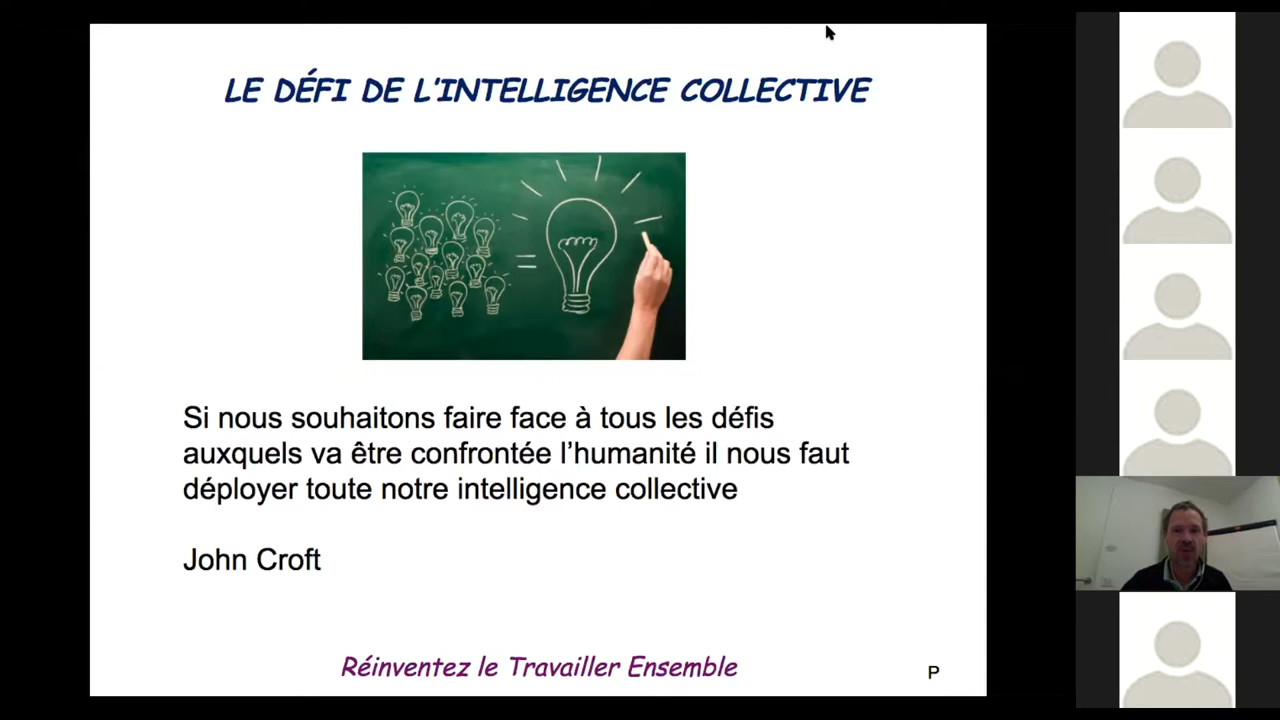 LE DÉFI DE L'INTELLIGENCE COLLECTIVE
Si nous souhaitons faire face à tous les défis
auxquels va être confrontée l’humanité il nous faut
déployer toute notre intelligence collective
John Croft
Réinventez le Travailler Ensemble
P